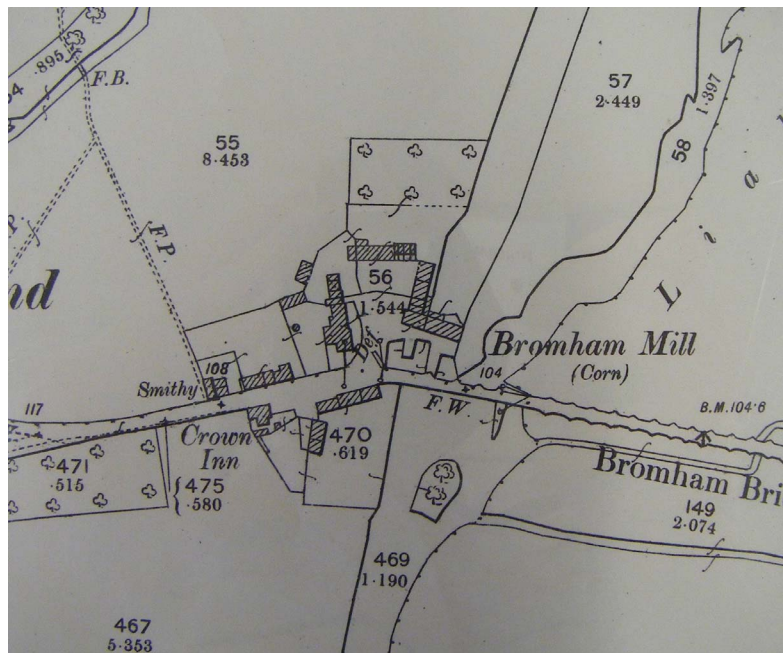 ·895
F.B.
55
8·453
57
2·449
1·397
58
F.P.
P.
nd
56
1·544
L i a
Bromham Mill
(Corn)
Smithy
108
104
117
F.W.
B.M.104·6
Crown
Inn
470
·619
Bromham Bri
471
·515
475
·580
149
2·074
469
1·190
467
5·353